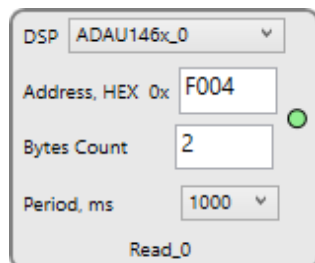 DSP ADAU146x_0
Address, HEX 0x F004
Bytes Count 2
Period, ms 1000
Read_0